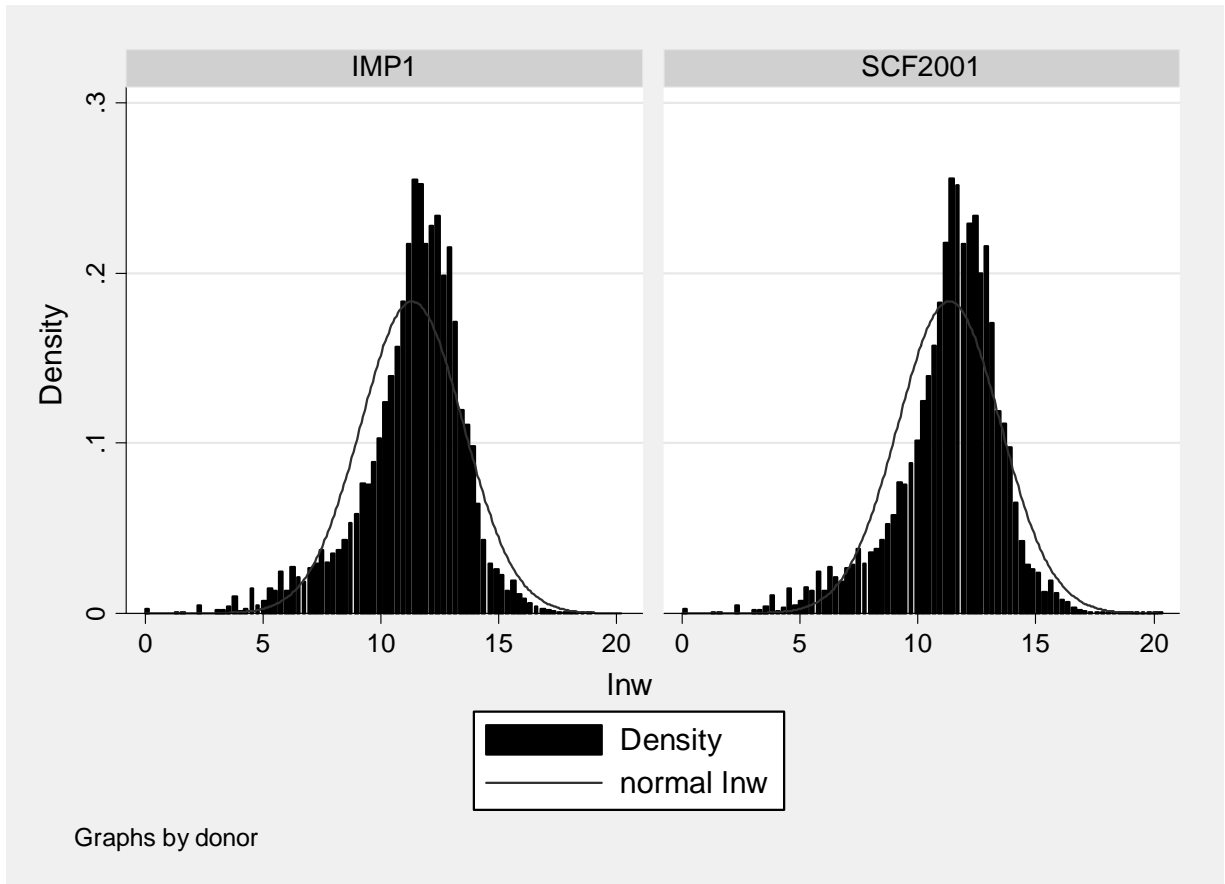 IMP1 SCF2001
.3
.2
.1
0
Density
0 5 10 15 20 0 5 10 15 20
lnw
Density
normal lnw
Graphs by donor